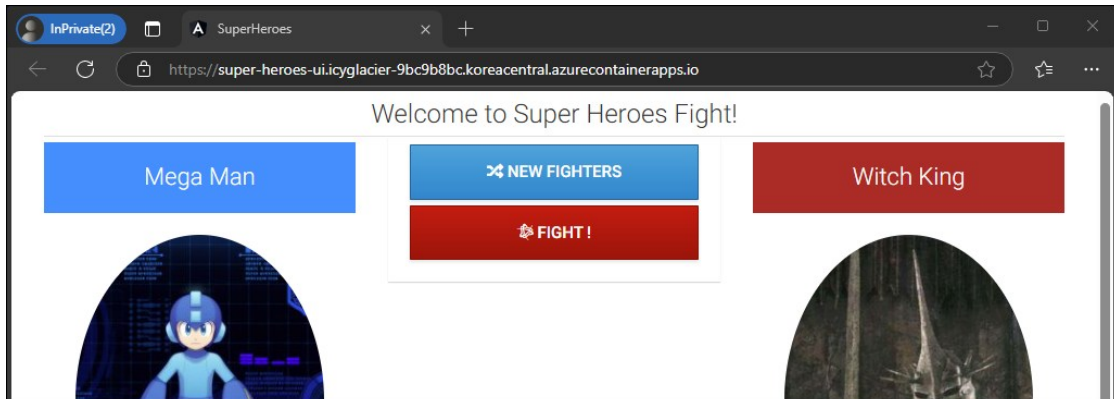 InPrivate(2)
SuperHeroes
https://super-heroes-ui.icyglacier-9bc9b8bc.koreacentral.azurecontainerapps.io
Welcome to Super Heroes Fight!
Mega Man
NEW FIGHTERS
FIGHT !
Witch King